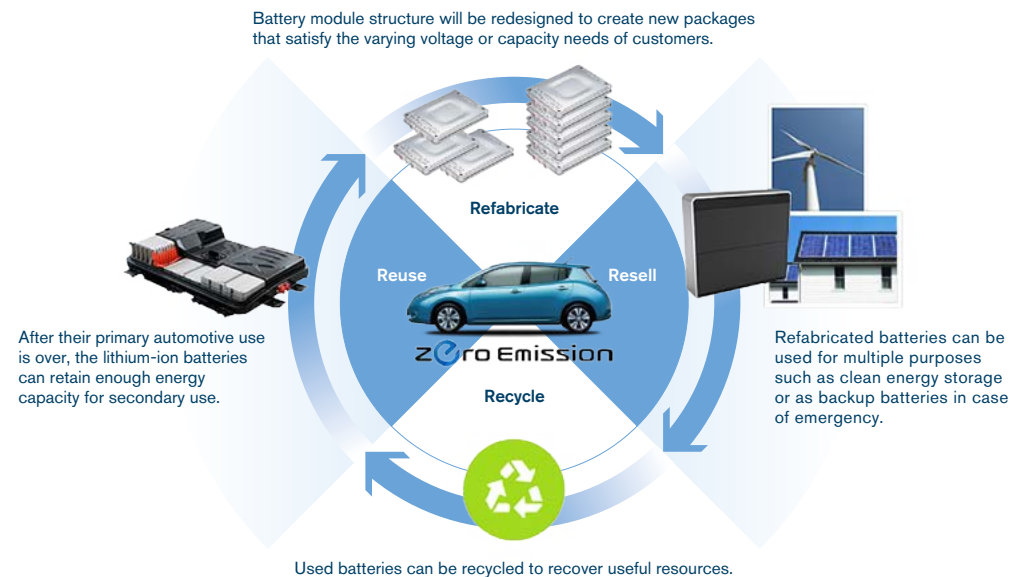 Battery module structure will be redesigned to create new packages
that satisfy the varying voltage or capacity needs of customers.
Refabricate
Reuse
Resell
zero Emission
Recycle
After their primary automotive use
is over, the lithium-ion batteries
can retain enough energy
capacity for secondary use.
Refabricated batteries can be
used for multiple purposes
such as clean energy storage
or as backup batteries in case
of emergency.
Used batteries can be recycled to recover useful resources.